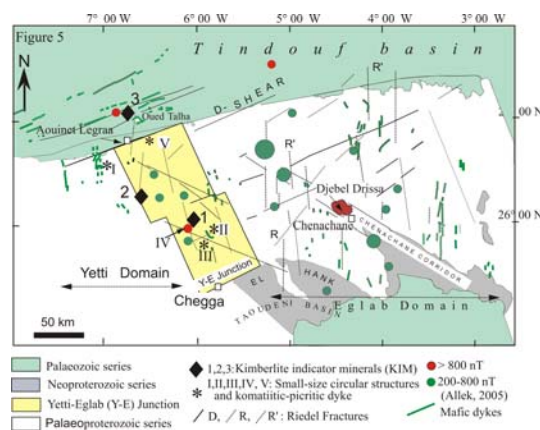 7° 00 W
6° 00 W
5° 00 W
4° 00 W
Figure 5
Tindouf basin
N
D- SHEAR
R'
3
Oued Talha
00 N
Aouinet Legraa
V
I
R'
2
Djebel Drissa
1
II
IV
III
Chenachane
26° 00 N
R
CHENACHANE CORRIDOR
Y-E Junction
Yetti Domain
EL HANK
Chegga
TAOUDENI BASEN
Eglab Domain
50 km
Palaeozoic series
Neoproterozoic series
Yetti-Eglab (Y-E) Junction
Palaeoproterozoic series
1,2,3: Kimberlite indicator minerals (KIM)
I,II,III,IV, V: Small-size circular structures
and komatiitic-picritic dyke
D, R, R': Riedel Fractures
> 800 nT
200-800 nT
(Allek, 2005)
Mafic dykes